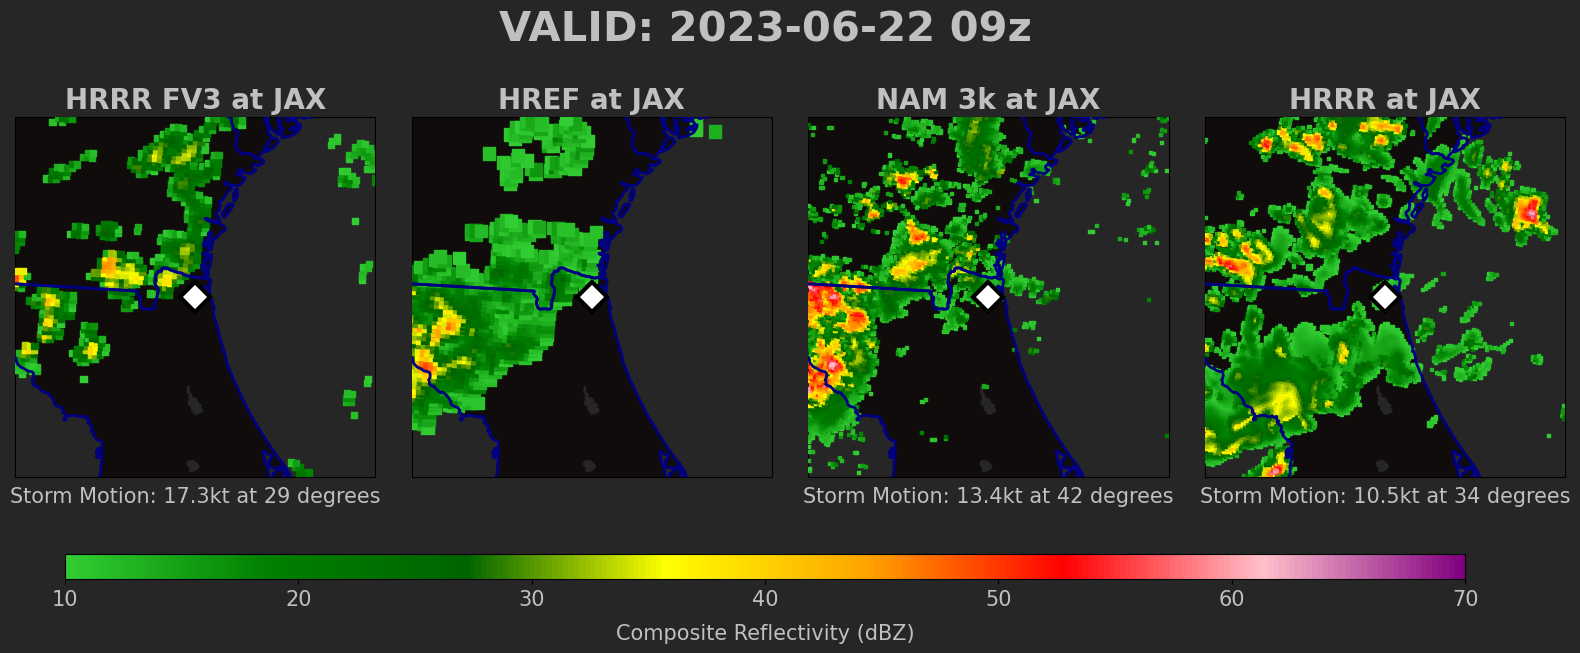 VALID: 2023-06-22 09z
HRRR FV3 at JAX
HREF at JAX
NAM 3k at JAX
HRRR at JAX
Storm Motion: 17.3kt at 29 degrees
Storm Motion: 13.4kt at 42 degrees
Storm Motion: 10.5kt at 34 degrees
10 20 30 40 50 60 70
Composite Reflectivity (dBZ)